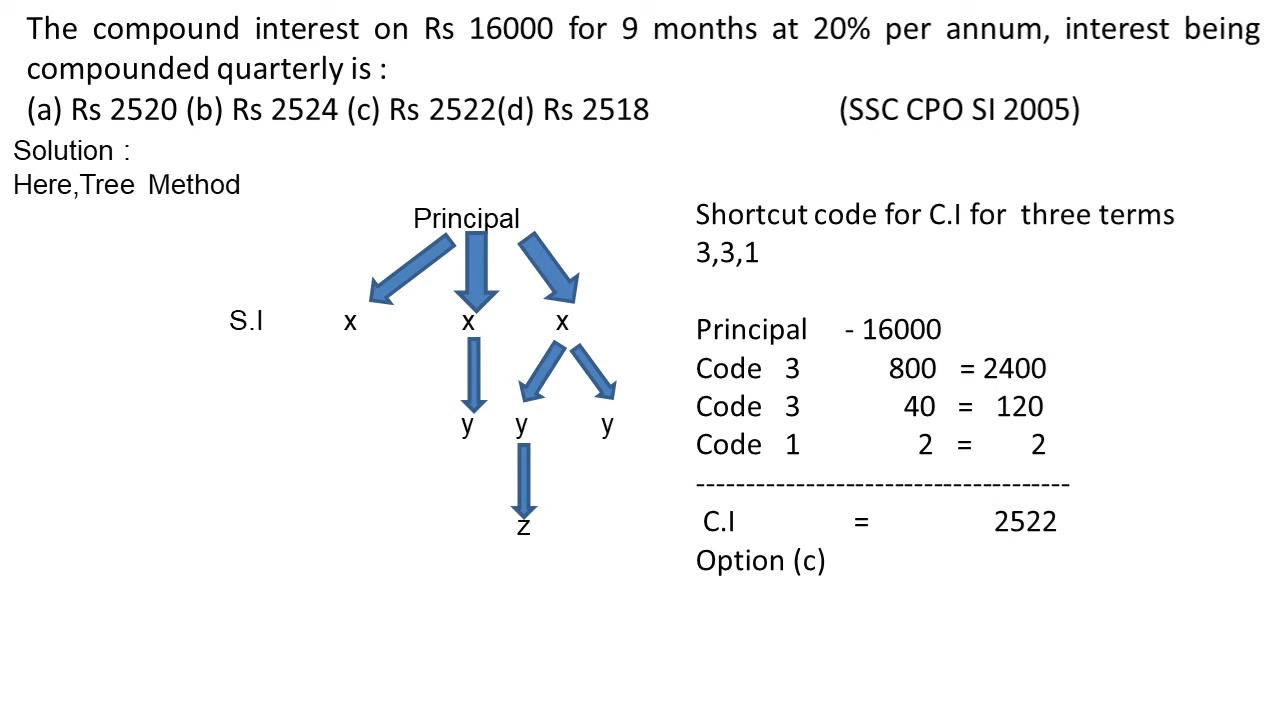 The compound interest on Rs 16000 for 9 months at 20% per annum, interest being
compounded quarterly is :
(a) Rs 2520 (b) Rs 2524 (c) Rs 2522(d) Rs 2518 (SSC CPO SI 2005)
Solution :
Here,Tree Method
Principal
S.I x x x
y y y
z
Shortcut code for C.I for three terms
3,3,1
Principal - 16000
Code 3 800 = 2400
Code 3 40 = 120
Code 1 2 = 2
-------------------------------------
C.I = 2522
Option (c)